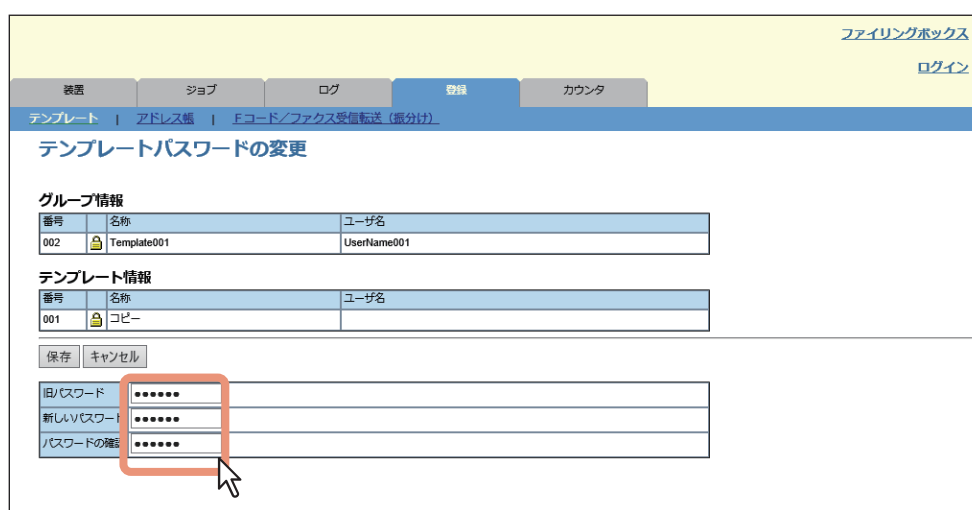 ファイリングボックス
ログイン
装置 ジョブ ログ 登録 カウンタ
テンプレート | アドレス帳 | Fコード/ファクス受信転送（振分け）
テンプレートパスワードの変更
グループ情報
番号 名称 ユーザ名
002 Template001 UserName001
テンプレート情報
番号 名称 ユーザ名
001 コピー
保存 キャンセル
旧パスワード ••••••
新しいパスワード ••••••
パスワードの確認 ••••••